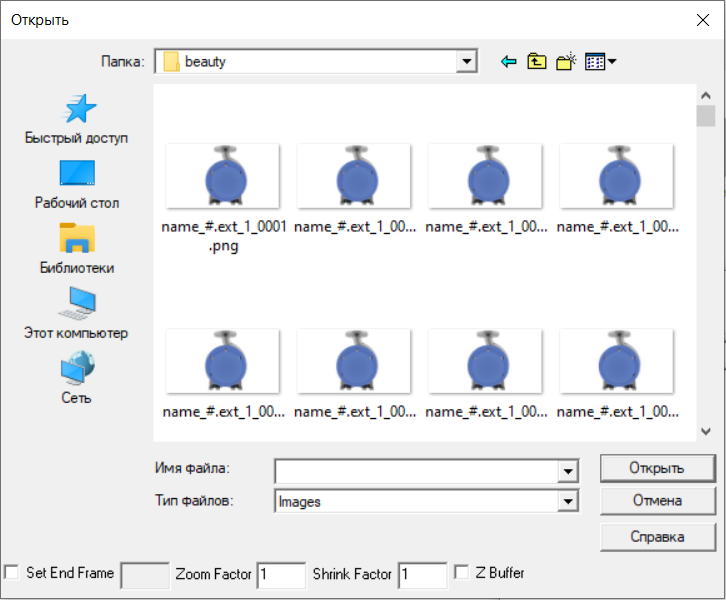 Открыть
Папка:
beauty
Быстрый доступ
Рабочий стол
Библиотеки
Этот компьютер
Сеть
name_#.ext_1_0001
.png
name_#.ext_1_00...
name_#.ext_1_00...
name_#.ext_1_00...
name_#.ext_1_00...
name_#.ext_1_00...
name_#.ext_1_00...
name_#.ext_1_00...
Имя файла:
Открыть
Тип файлов:
Images
Отмена
Справка
Set End Frame
Zoom Factor
1
Shrink Factor
1
Z Buffer